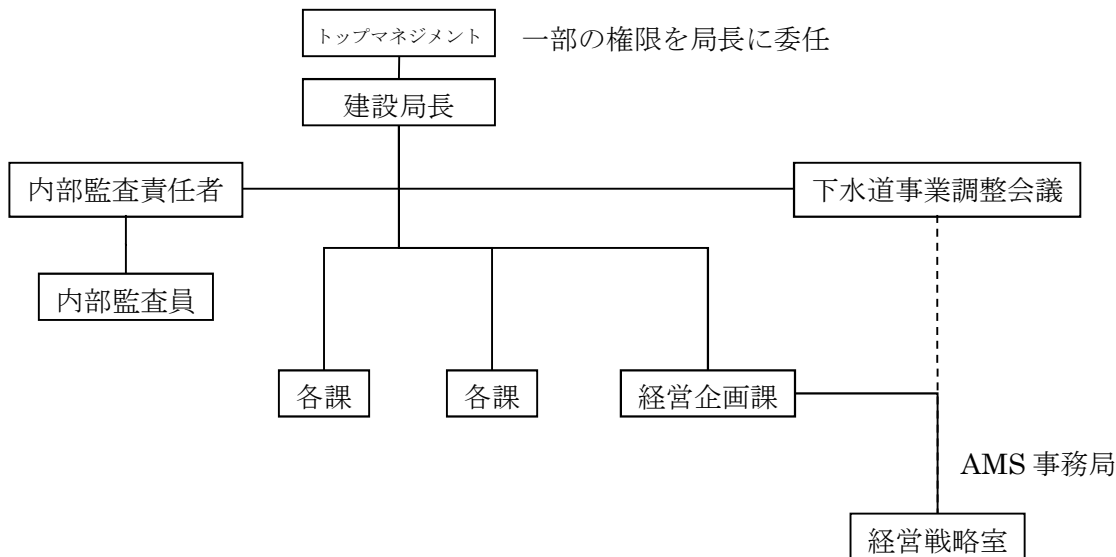 トップマネジメント
一部の権限を局長に委任
建設局長
内部監査責任者
下水道事業調整会議
内部監査員
各課
各課
経営企画課
AMS 事務局
経営戦略室